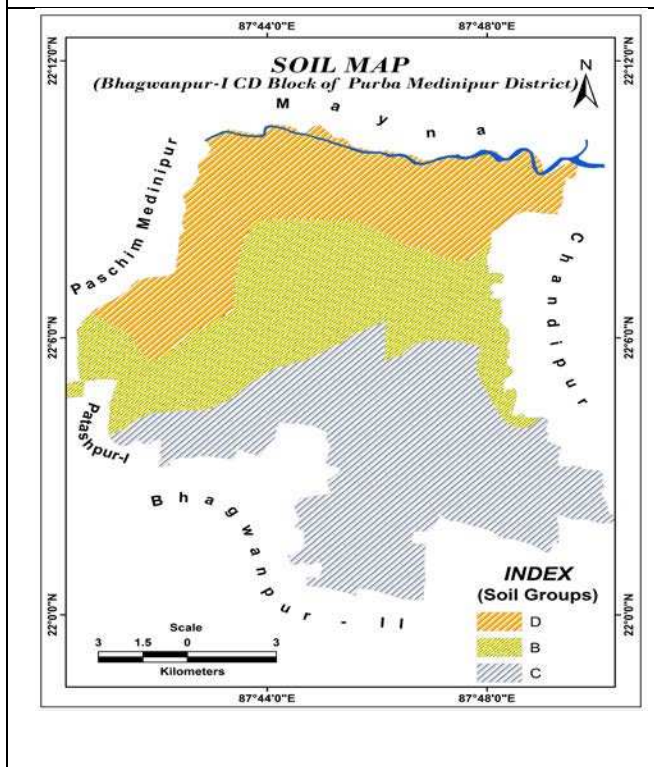 87°44'0"E 87°48'0"E
22°12'0"N 22°12'0"N
SOIL MAP
(Bhagwanpur-I CD Block of Purba Medinipur District)
N
Mayna
Paschim Medinipur
Chandipur
22°6'0"N 22°6'0"N
Patashpur-I
Bhagwanpur-II
INDEX
(Soil Groups)
D
B
C
22°0'0"N 22°0'0"N
Scale
3 1.5 0 3
Kilometers
87°44'0"E 87°48'0"E